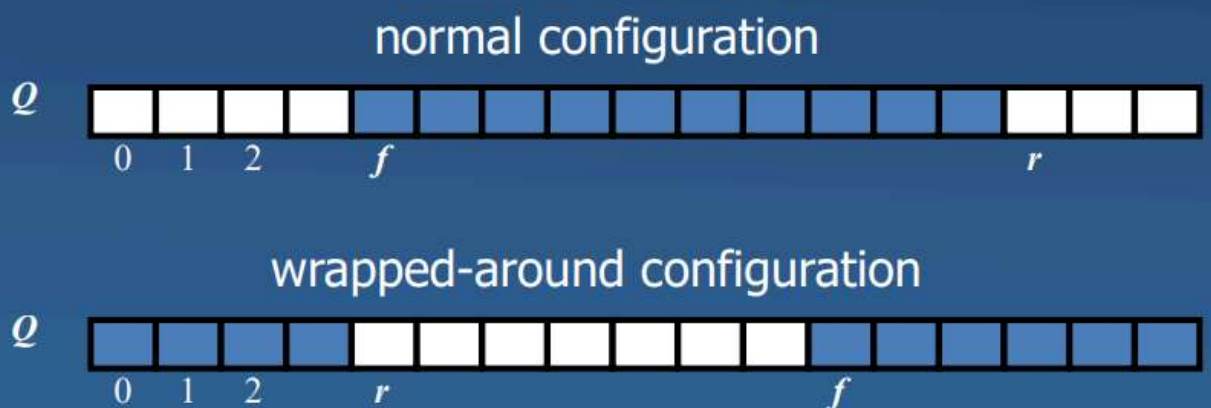 normal configuration
Q
0 1 2 f r
wrapped-around configuration
Q
0 1 2 r f